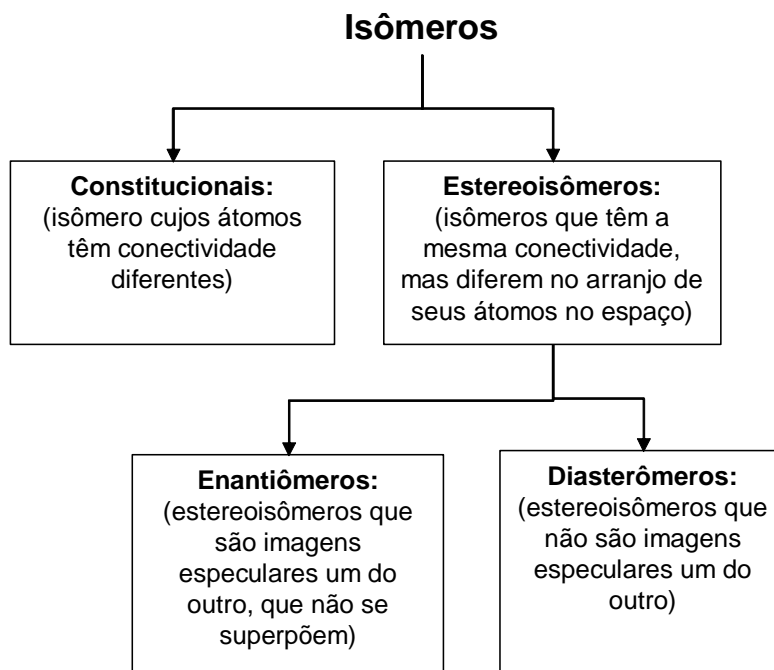 Isômeros
Constitucionais:
(isômero cujos átomos
têm conectividade
diferentes)
Estereoisômeros:
(isômeros que têm a
mesma conectividade,
mas diferem no arranjo de
seus átomos no espaço)
Enantiômeros:
(estereoisômeros que
são imagens
especulares um do
outro, que não se
superpõem)
Diasterômeros:
(estereoisômeros que
não são imagens
especulares um do
outro)